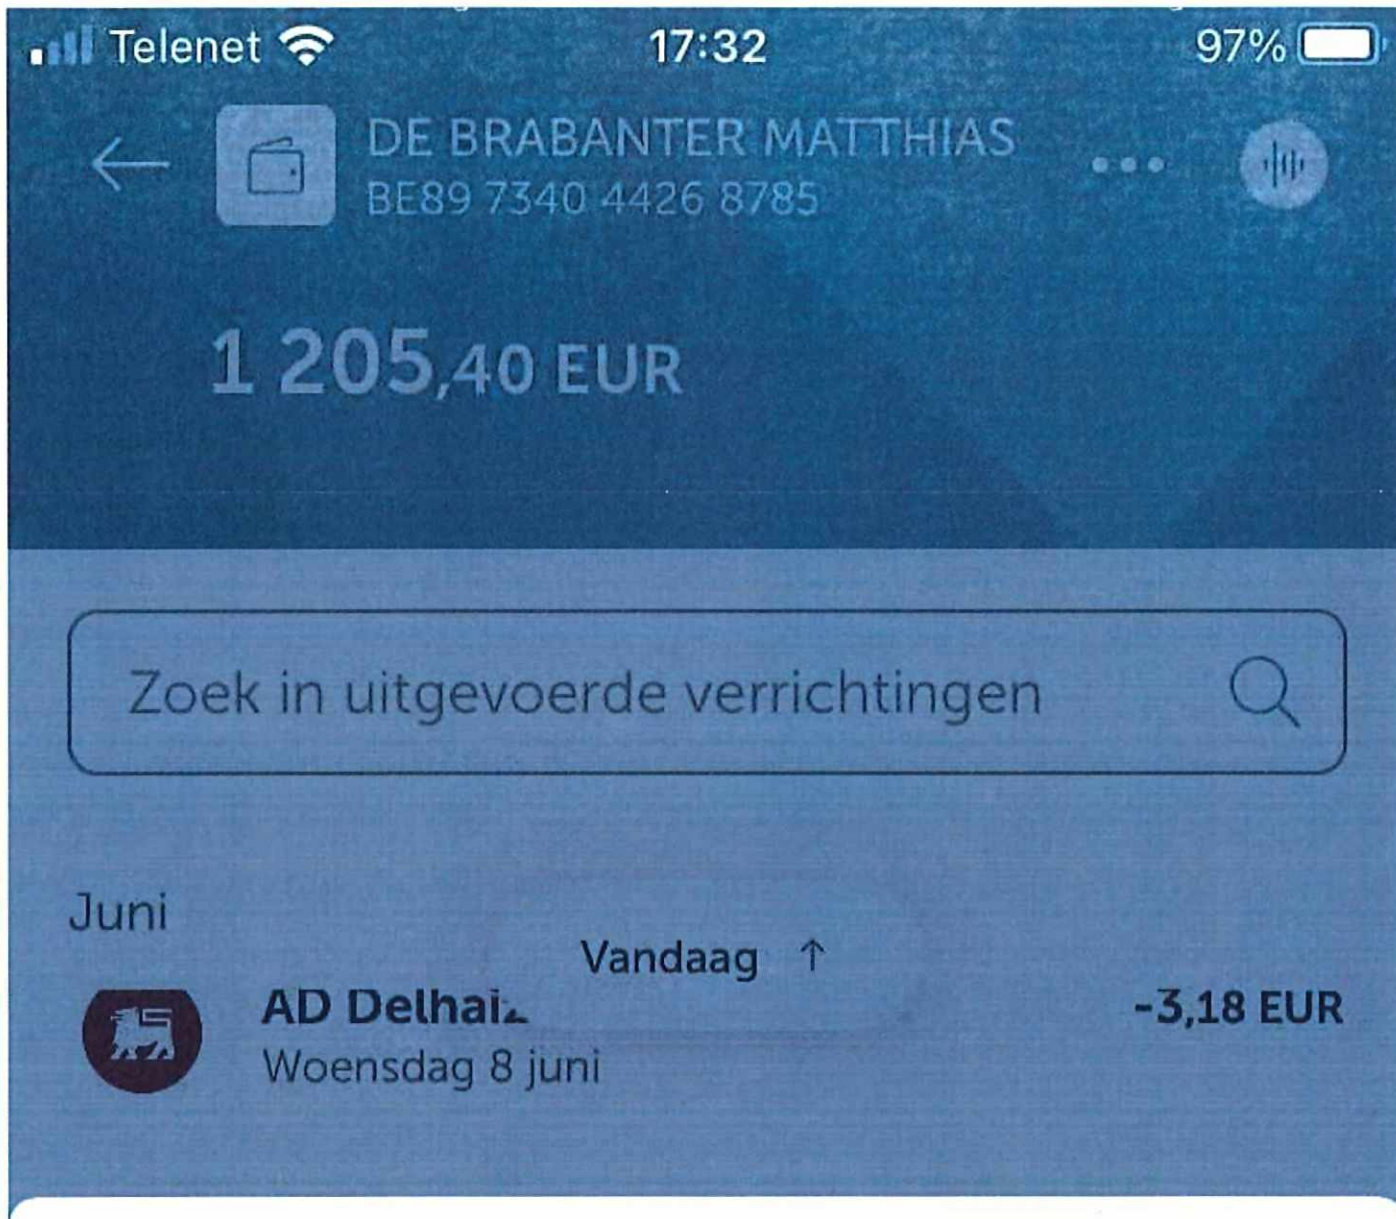 Telenet 17:32 97%
DE BRABANTER MATTHIAS
BE89 7340 4426 8785
1 205,40 EUR
Zoek in uitgevoerde verrichtingen
Juni
Vandaag ↑
AD -3,18 EUR
Woensdag 8 juni